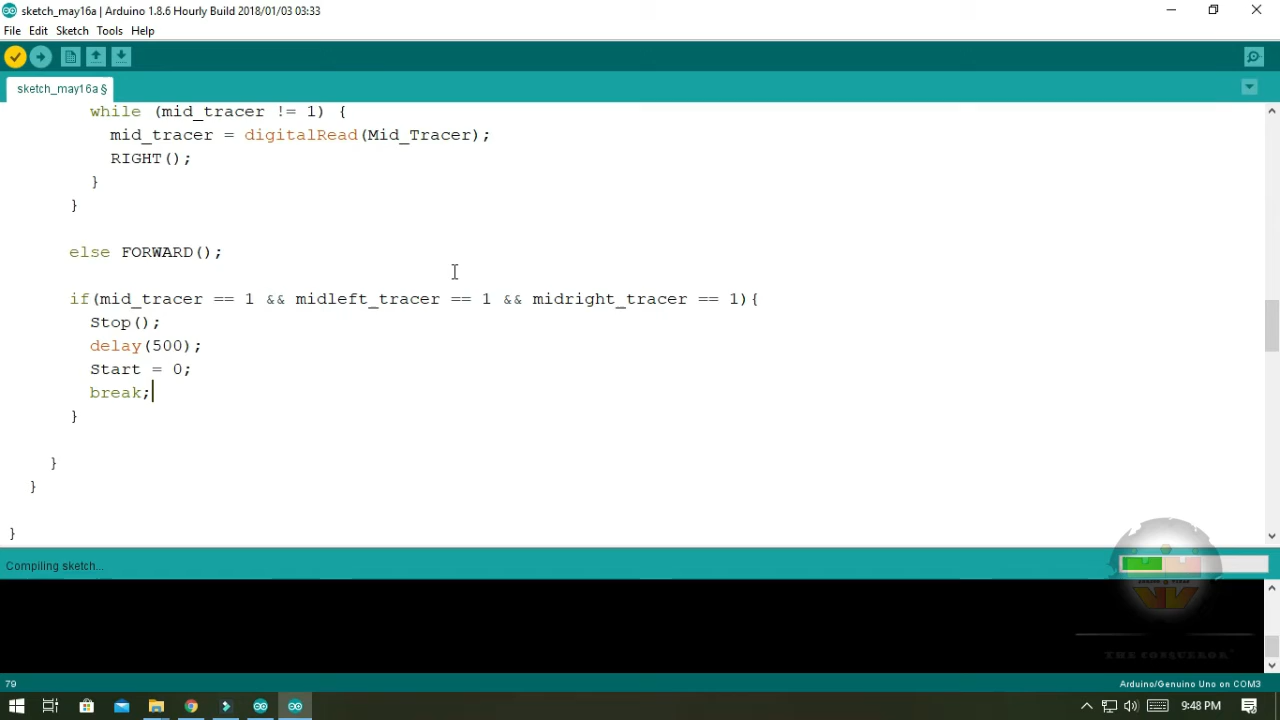 sketch_may16a | Arduino 1.8.6 Hourly Build 2018/01/03 03:33
File Edit Sketch Tools Help
sketch_may16a §
while (mid_tracer != 1) {
mid_tracer = digitalRead(Mid_Tracer);
RIGHT();
}
}
else FORWARD();
if(mid_tracer == 1 && midleft_tracer == 1 && midright_tracer == 1){
Stop();
delay(500);
Start = 0;
break;
}
}
}
}
Compiling sketch...
THE CONQUEROR
79
Arduino/Genuino Uno on COM3
9:48 PM